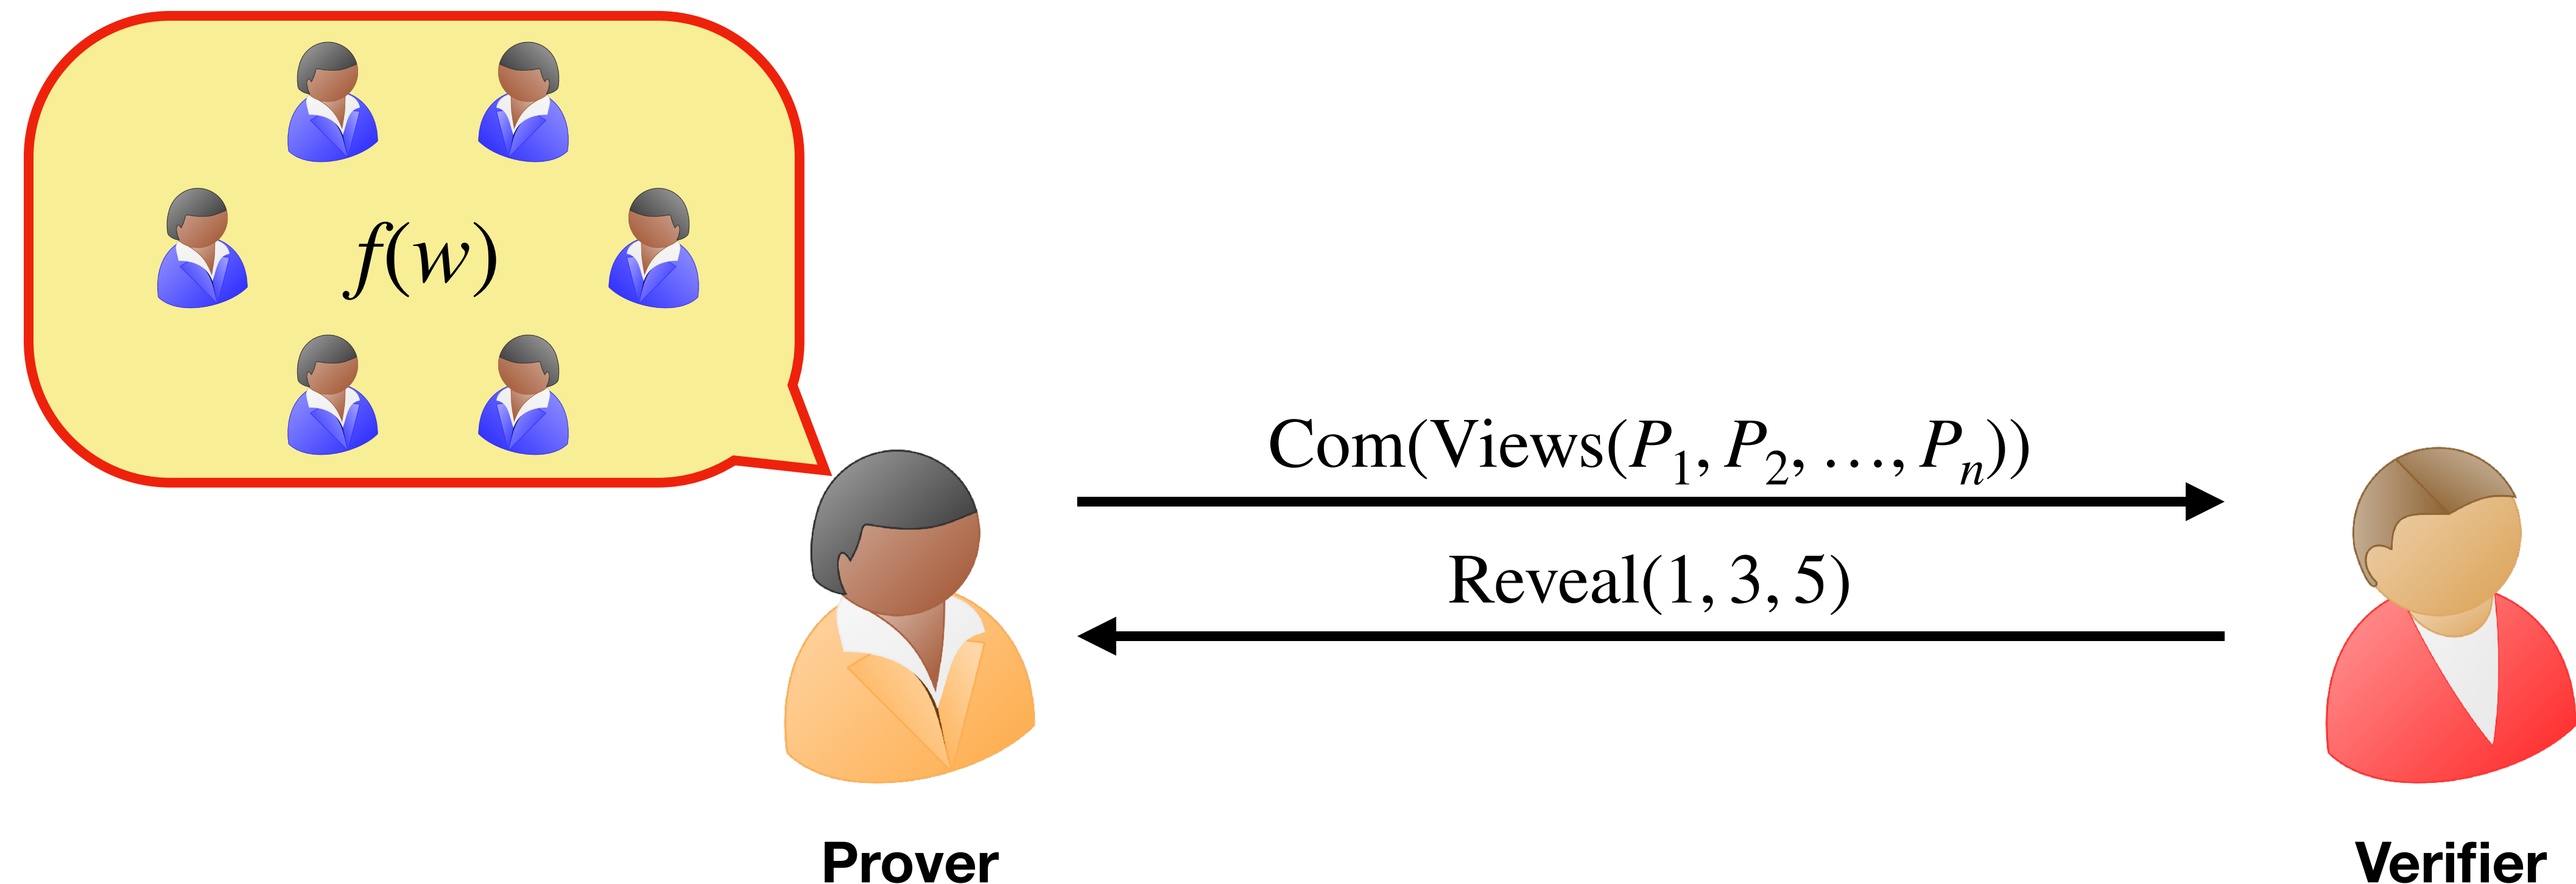 f(w)
Com(Views(P₁, P₂, …, Pₙ))
Reveal(1, 3, 5)
Prover
Verifier